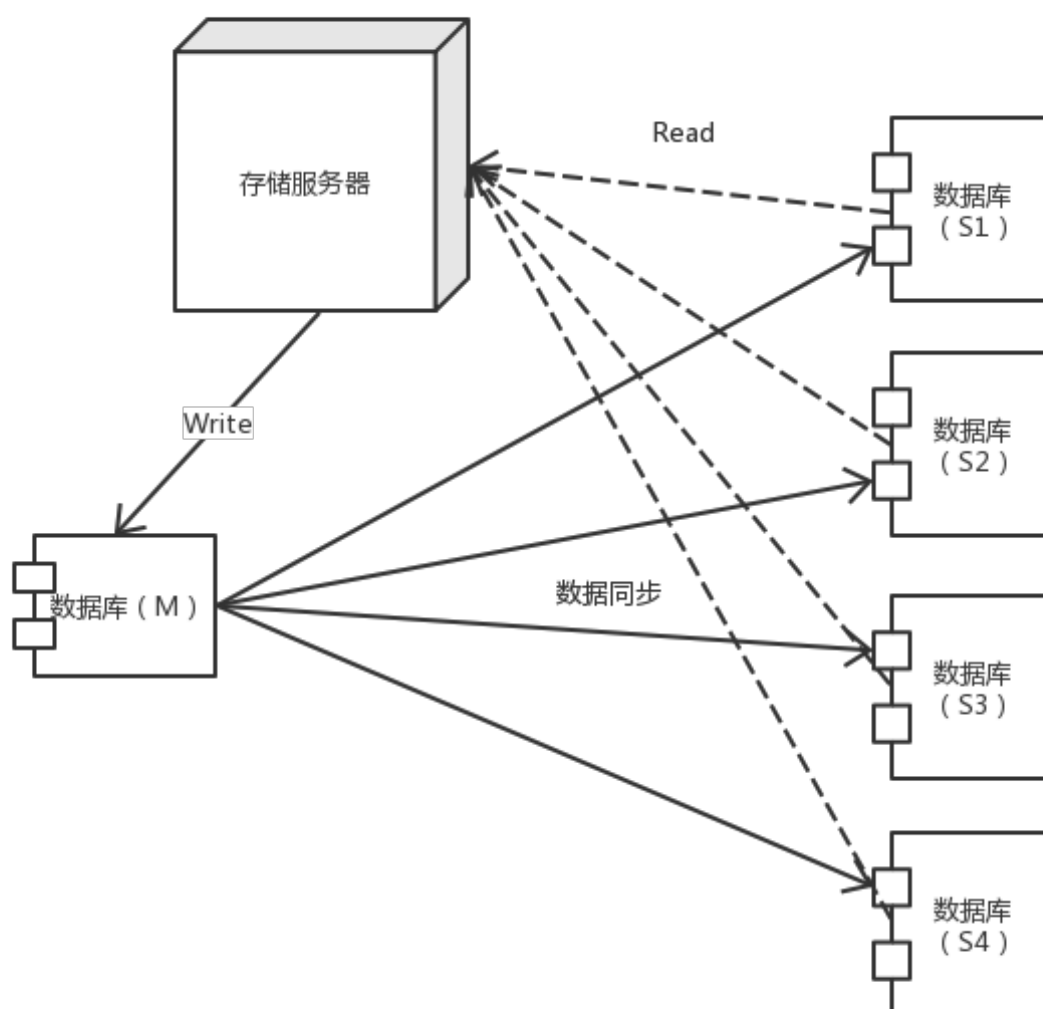 Read
存储服务器
数据库
（S1）
Write
数据库
（S2）
数据库（M）
数据同步
数据库
（S3）
数据库
（S4）